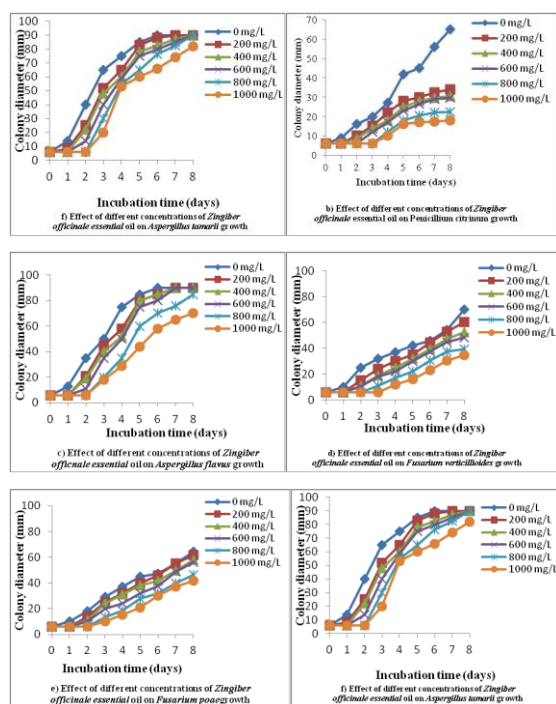 100
90
80
70
60
50
40
30
20
10
0
Colony diameter (mm)
0 1 2 3 4 5 6 7 8
Incubation time (days)
0 mg/L
200 mg/L
400 mg/L
600 mg/L
800 mg/L
1000 mg/L
f) Effect of different concentrations of Zingiber
officinale essential oil on Aspergillus tamarii growth
70
60
50
40
30
20
10
0
Colony diameter (mm)
0 1 2 3 4 5 6 7 8
Incubation time (days)
0 mg/L
200 mg/L
400 mg/L
600 mg/L
800 mg/L
1000 mg/L
b) Effect of different concentrations of Zingiber
officinale essential oil on Penicillium citrinum growth
100
80
60
40
20
0
Colony diameter (mm)
0 1 2 3 4 5 6 7 8
Incubation time (days)
0 mg/L
200 mg/L
400 mg/L
600 mg/L
800 mg/L
1000 mg/L
c) Effect of different concentrations of Zingiber
officnale essential oil on Aspergillus flavus growth
100
80
60
40
20
0
Colony diameter (mm)
0 1 2 3 4 5 6 7 8
Incubation time (days)
0 mg/L
200 mg/L
400 mg/L
600 mg/L
800 mg/L
1000 mg/L
d) Effect of different concentrations of Zingiber
officinale essential oil on Fusarium verticillioides growth
100
80
60
40
20
0
Colony diameter (mm)
0 1 2 3 4 5 6 7 8
Incubation time (days)
0 mg/L
200 mg/L
400 mg/L
600 mg/L
800 mg/L
1000 mg/L
e) Effect of different concentrations of Zingiber
officinale essential oil on Fusarium poaegrowth
100
90
80
70
60
50
40
30
20
10
0
Colony diameter (mm)
0 1 2 3 4 5 6 7 8
Incubation time (days)
0 mg/L
200 mg/L
400 mg/L
600 mg/L
800 mg/L
1000 mg/L
f) Effect of different concentrations of Zingiber
officinale essential oil on Aspergillus tamarii growth